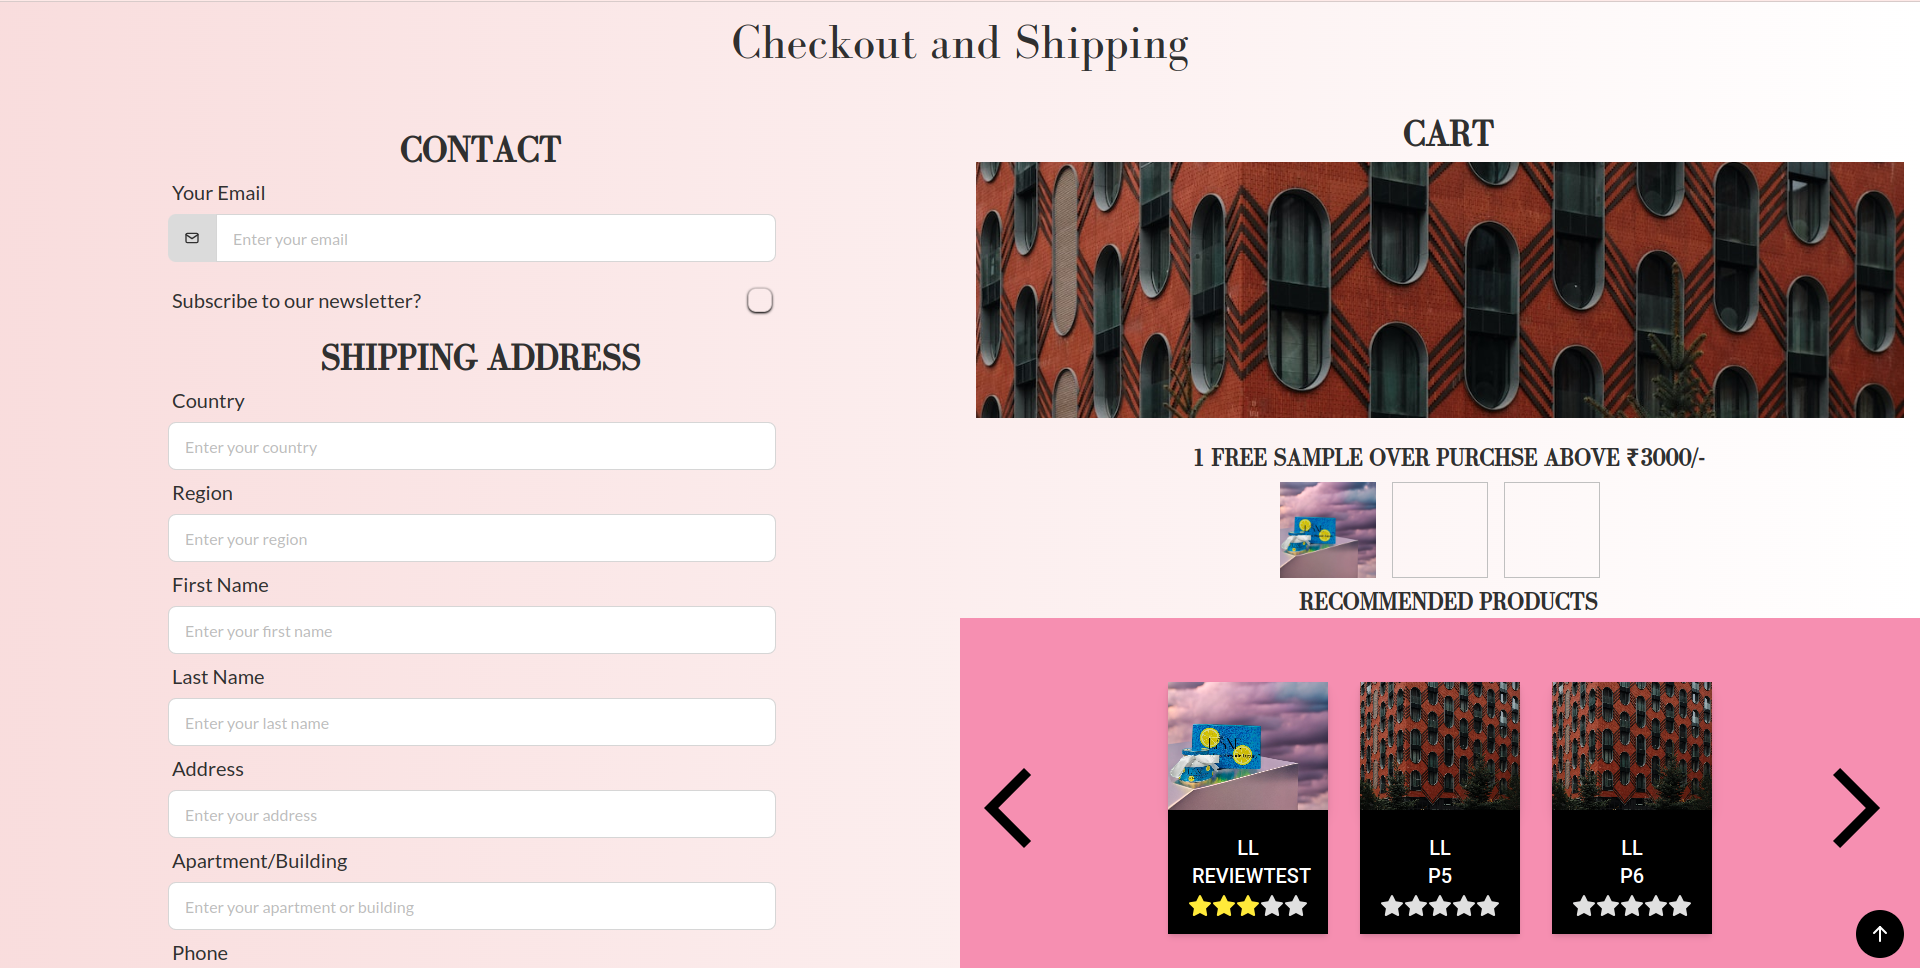 Checkout and Shipping
CONTACT
Your Email
Enter your email
Subscribe to our newsletter?
SHIPPING ADDRESS
Country
Enter your country
Region
Enter your region
First Name
Enter your first name
Last Name
Enter your last name
Address
Enter your address
Apartment/Building
Enter your apartment or building
Phone
CART
1 FREE SAMPLE OVER PURCHSE ABOVE ₹3000/-
RECOMMENDED PRODUCTS
LL
REVIEWTEST
LL
P5
LL
P6